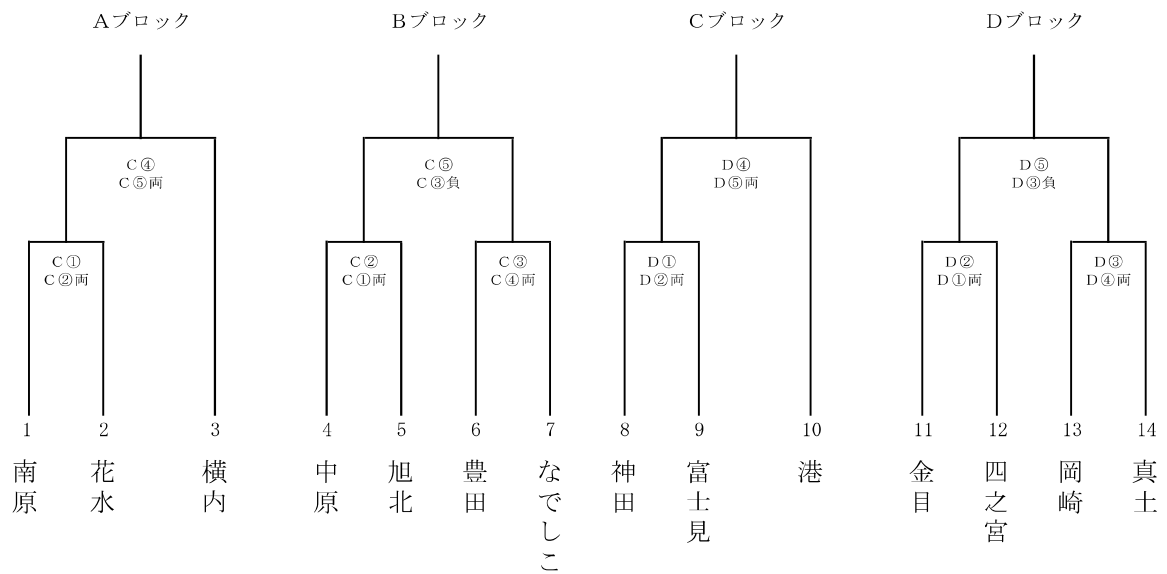 Aブロック
Bブロック
Cブロック
Dブロック
C④
C⑤両
C⑤
C③負
D④
D⑤両
D⑤
D③負
C①
C②両
C②
C①両
C③
C④両
D①
D②両
D②
D①両
D③
D④両
1 2 3 4 5 6 7 8 9 10 11 12 13 14
南原
花水
横内
中原
旭北
豊田
なでしこ
神田
富士見
港
金目
四之宮
岡崎
真土